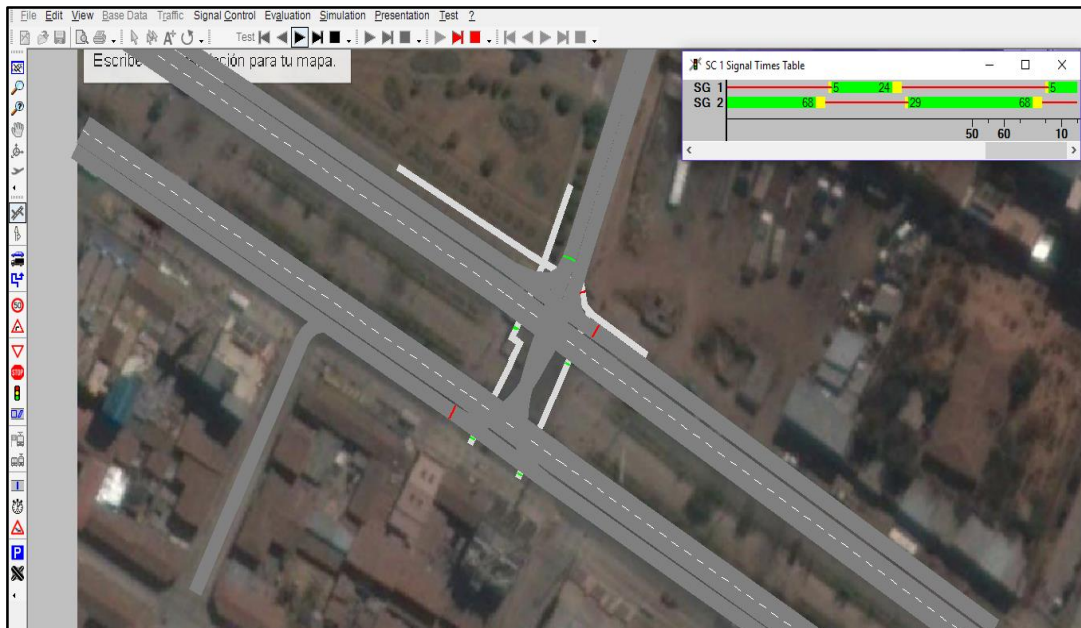 File Edit View Base Data Traffic Signal Control Evaluation Simulation Presentation Test ?
Test
Escribe ación para tu mapa.
SC 1 Signal Times Table
SG 1 5 24 5
SG 2 68 29 68
50 60 10
STOP
P